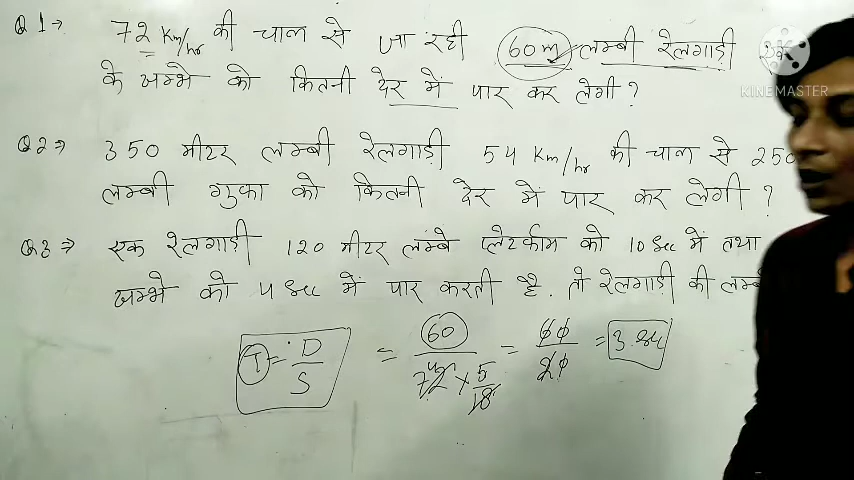 Q1→ 72 Km/hr की चाल से जा रही 60m लम्बी रेलगाड़ी एक
KINEMASTER
के खम्भे को कितनी देर में पार कर लेगी ?
Q2→ 350 मीटर लम्बी रेलगाड़ी 54 Km/hr की चाल से 250
लम्बी गुफा को कितनी देर में पार कर लेगी ?
Q3→ एक रेलगाड़ी 120 मीटर लम्बे प्लेटफार्म को 10 Sec में तथा
खम्भे को 4 Sec में पार करती है. तो रेलगाड़ी की
T = D/S = 60/72×5/18 = 60/20 = 3 Sec